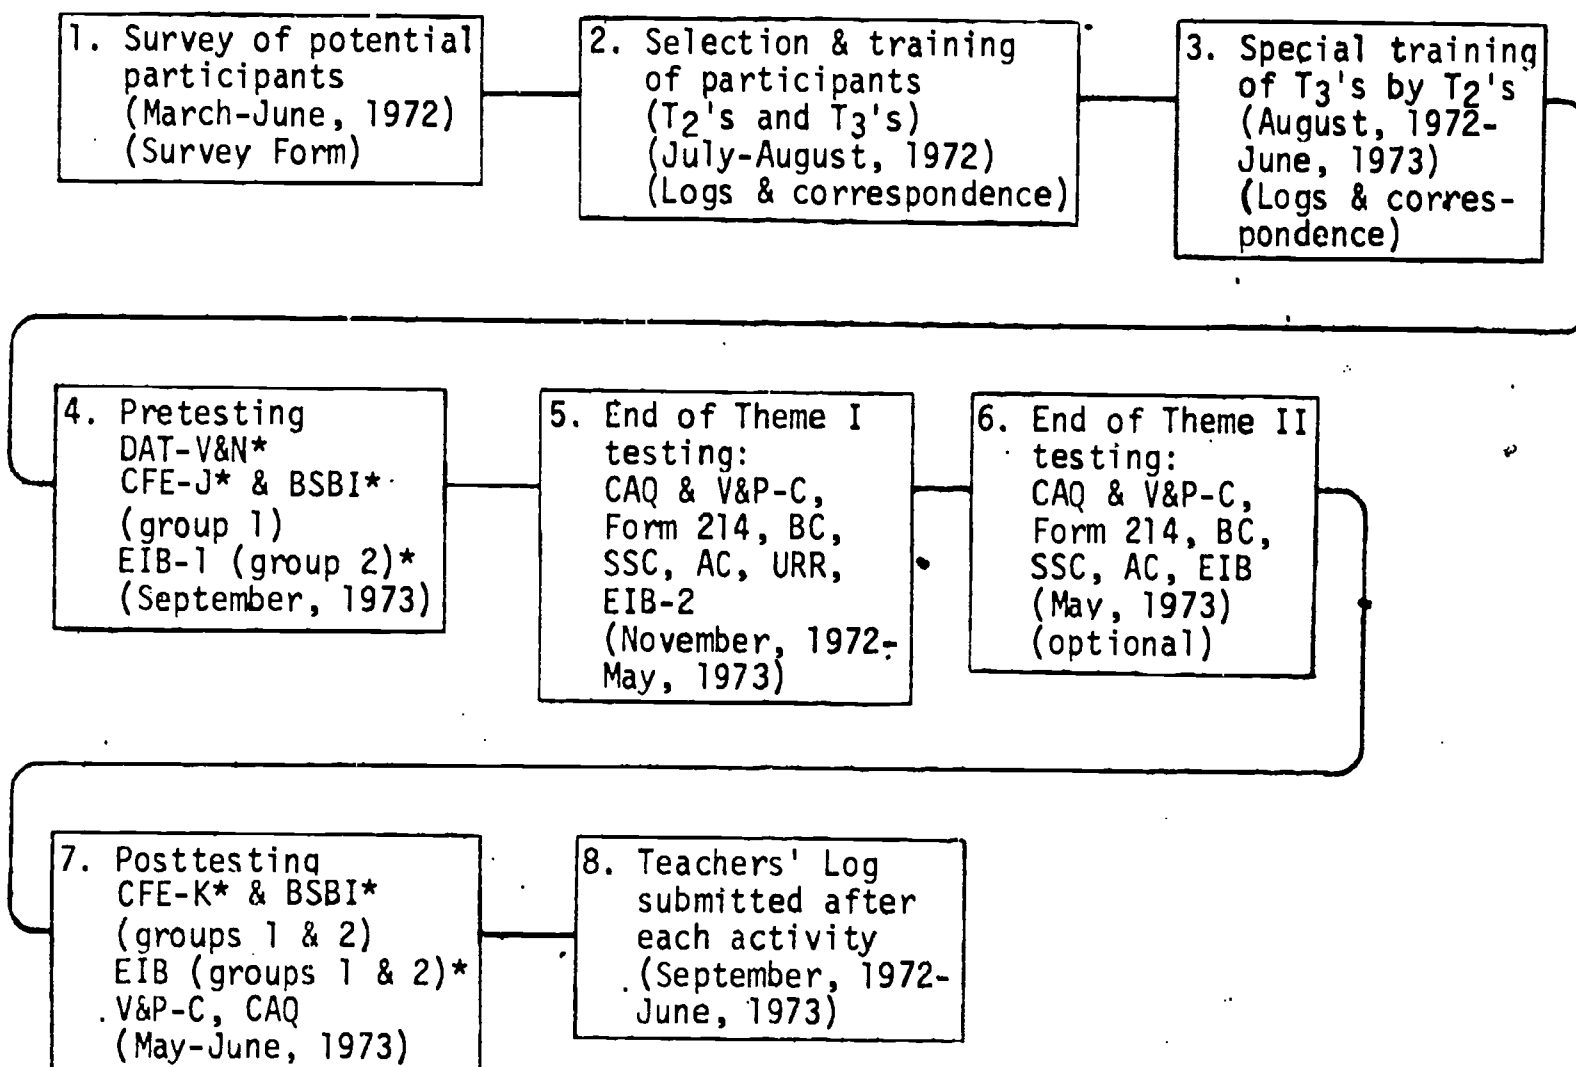 1. Survey of potential
participants
(March-June, 1972)
(Survey Form)
2. Selection & training
of participants
(T2's and T3's)
(July-August, 1972)
(Logs & correspondence)
3. Special training
of T3's by T2's
(August, 1972-
June, 1973)
(Logs & corres-
pondence)
4. Pretesting
DAT-V&N*
CFE-J* & BSBI*
(group 1)
EIB-1 (group 2)*
(September, 1973)
5. End of Theme I
testing:
CAQ & V&P-C,
Form 214, BC,
SSC, AC, URR,
EIB-2
(November, 1972-
May, 1973)
6. End of Theme II
testing:
CAQ & V&P-C,
Form 214, BC,
SSC, AC, EIB
(May, 1973)
(optional)
7. Posttesting
CFE-K* & BSBI*
(groups 1 & 2)
EIB (groups 1 & 2)*
V&P-C, CAQ
(May-June, 1973)
8. Teachers' Log
submitted after
each activity
(September, 1972-
June, 1973)